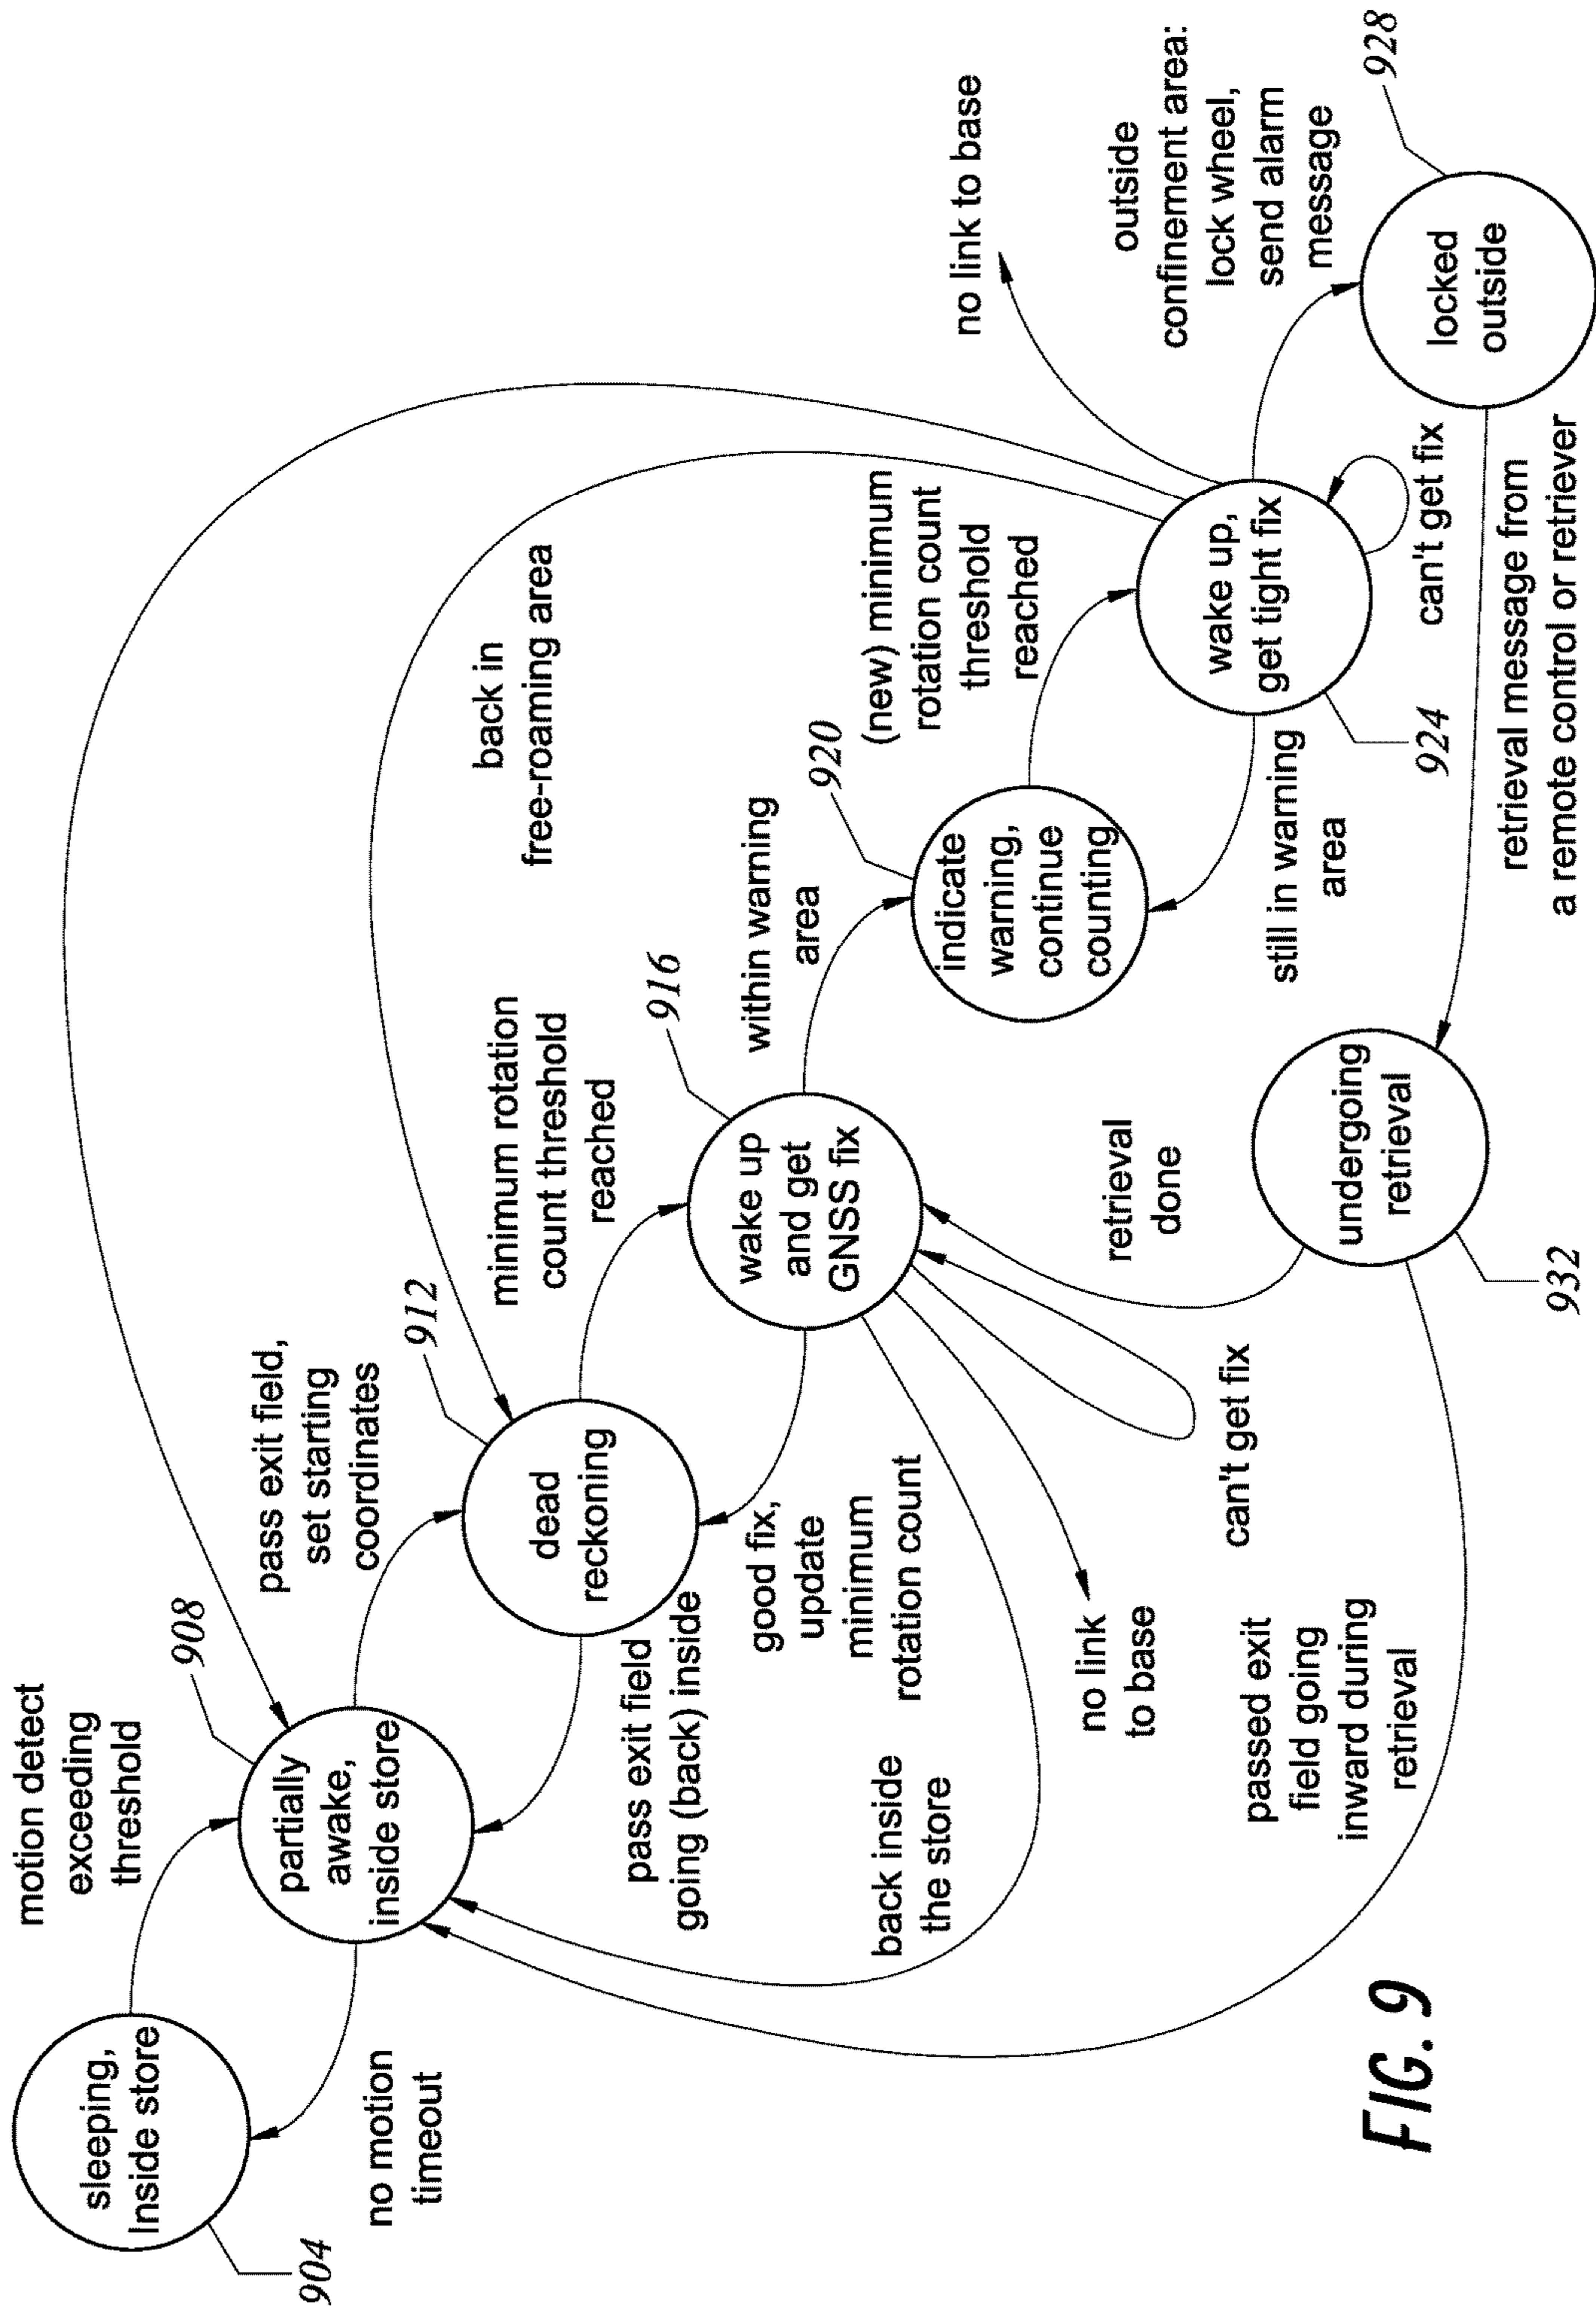 motion detect
exceeding
threshold
904
sleeping,
Inside store
no motion
timeout
908
partially
awake,
inside store
pass exit field,
set starting
coordinates
pass exit field
going (back) inside
912
dead
reckoning
minimum rotation
count threshold
reached
good fix,
update
minimum
rotation count
back inside
the store
916
wake up
and get
GNSS fix
no link
to base
can't get fix
within warning
area
back in
free-roaming area
920
indicate
warning,
continue
counting
(new) minimum
rotation count
threshold
reached
still in warning
area
924
wake up,
get tight fix
can't get fix
no link to base
outside
confinement area:
lock wheel,
send alarm
message
928
locked
outside
retrieval message from
a remote control or retriever
932
undergoing
retrieval
retrieval
done
passed exit
field going
inward during
retrieval
FIG. 9